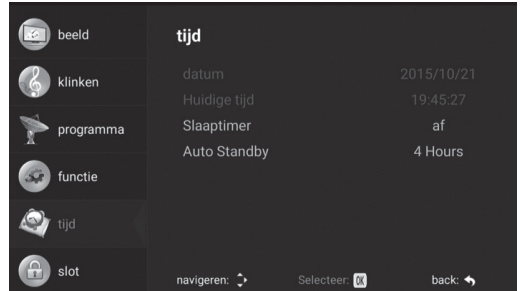 beeld
klinken
programma
functie
tijd
slot
tijd
datum 2015/10/21
Huidige tijd 19:45:27
Slaaptimer af
Auto Standby 4 Hours
navigeren: Selecteer: OK back: